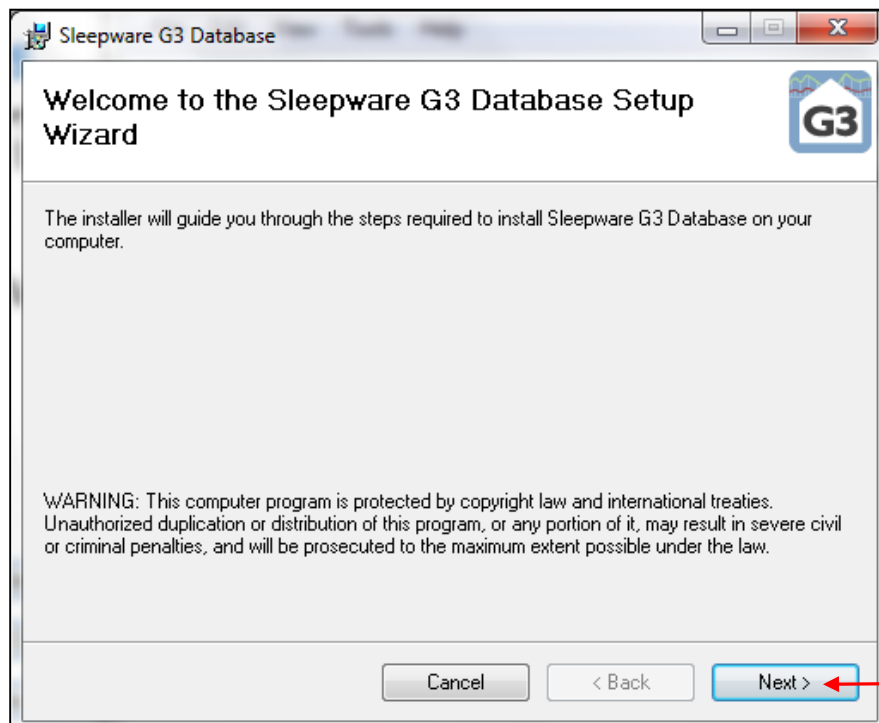 Sleepware G3 Database
Tools Help
Welcome to the Sleepware G3 Database Setup
Wizard
G3
The installer will guide you through the steps required to install Sleepware G3 Database on your
computer.
WARNING: This computer program is protected by copyright law and international treaties.
Unauthorized duplication or distribution of this program, or any portion of it, may result in severe civil
or criminal penalties, and will be prosecuted to the maximum extent possible under the law.
Cancel
< Back
Next >